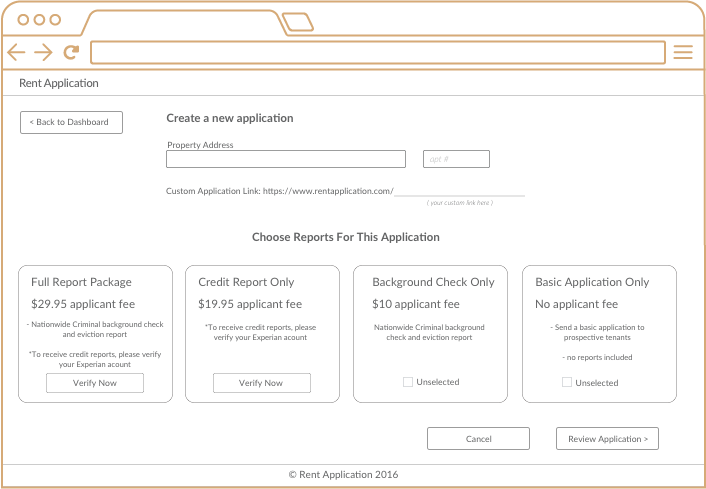 Rent Application
< Back to Dashboard
Create a new application
Property Address
apt #
Custom Application Link: https://www.rentapplication.com/
( your custom link here )
Choose Reports For This Application
Full Report Package
$29.95 applicant fee
- Nationwide Criminal background check
and eviction report
*To receive credit reports, please verify
your Experian acount
Verify Now
Credit Report Only
$19.95 applicant fee
*To receive credit reports, please
verify your Experian acount
Verify Now
Background Check Only
$10 applicant fee
Nationwide Criminal background
check and eviction report
Unselected
Basic Application Only
No applicant fee
- Send a basic application to
prospective tenants
- no reports included
Unselected
Cancel
Review Application >
© Rent Application 2016